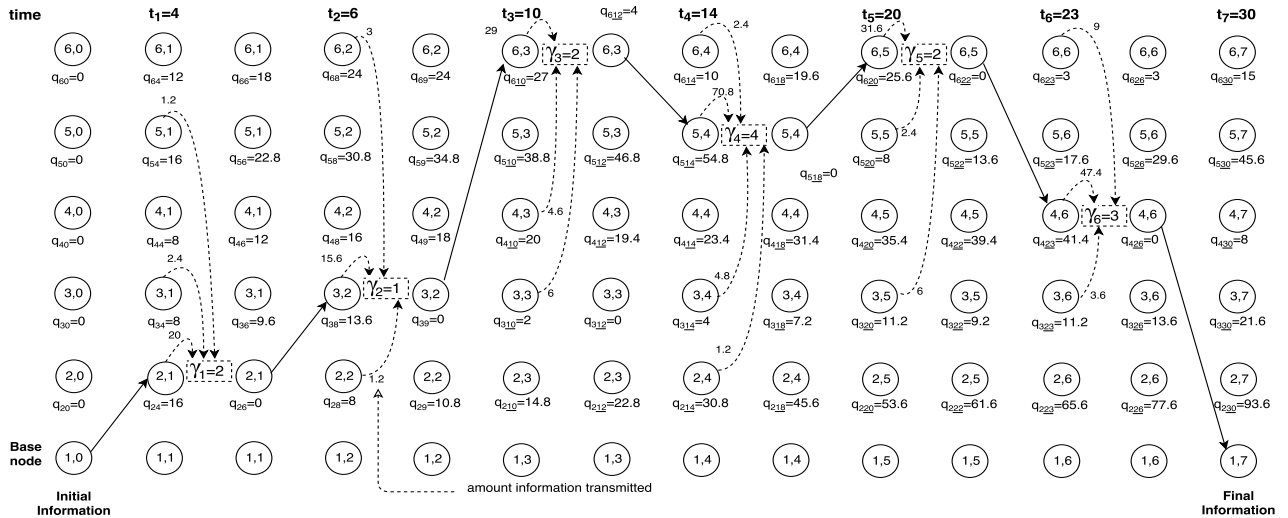 time t₁=4 t₂=6 t₃=10 q₆₁₂=4 t₄=14 t₅=20 t₆=23 t₇=30
3 29 2.4 31.6 9
6,0 6,1 6,1 6,2 6,2 6,3 γ₃=2 6,3 6,4 6,4 6,5 γ₅=2 6,5 6,6 6,6 6,7
q₆₀=0 q₆₄=12 q₆₆=18 q₆₈=24 q₆₉=24 q₆₁₀=27 q₆₁₄=10 q₆₁₈=19.6 q₆₂₀=25.6 q₆₂₂=0 q₆₂₃=3 q₆₂₆=3 q₆₃₀=15
1.2 70.8
5,0 5,1 5,1 5,2 5,2 5,3 5,3 5,4 γ₄=4 5,4 5,5 2.4 5,5 5,6 5,6 5,7
q₅₀=0 q₅₄=16 q₅₆=22.8 q₅₈=30.8 q₅₉=34.8 q₅₁₀=38.8 q₅₁₂=46.8 q₅₁₄=54.8 q₅₂₀=8 q₅₂₂=13.6 q₅₂₃=17.6 q₅₂₆=29.6 q₅₃₀=45.6
q₅₁₈=0 47.4
4,0 4,1 4,1 4,2 4,2 4,3 4.6 4,3 4,4 4,4 4,5 4,5 4,6 γ₆=3 4,6 4,7
q₄₀=0 q₄₄=8 q₄₆=12 q₄₈=16 q₄₉=18 q₄₁₀=20 q₄₁₂=19.4 q₄₁₄=23.4 q₄₁₈=31.4 q₄₂₀=35.4 q₄₂₂=39.4 q₄₂₃=41.4 q₄₂₆=0 q₄₃₀=8
2.4 15.6 4.8
3,0 3,1 3,1 3,2 γ₂=1 3,2 3,3 6 3,3 3,4 3,4 3,5 6 3,5 3,6 3.6 3,6 3,7
q₃₀=0 q₃₄=8 q₃₆=9.6 q₃₈=13.6 q₃₉=0 q₃₁₀=2 q₃₁₂=0 q₃₁₄=4 q₃₁₈=7.2 q₃₂₀=11.2 q₃₂₂=9.2 q₃₂₃=11.2 q₃₂₆=13.6 q₃₃₀=21.6
20 1.2
2,0 2,1 γ₁=2 2,1 2,2 1.2 2,2 2,3 2,3 2,4 2,4 2,5 2,5 2,6 2,6 2,7
q₂₀=0 q₂₄=16 q₂₆=0 q₂₈=8 q₂₉=10.8 q₂₁₀=14.8 q₂₁₂=22.8 q₂₁₄=30.8 q₂₁₈=45.6 q₂₂₀=53.6 q₂₂₂=61.6 q₂₂₃=65.6 q₂₂₆=77.6 q₂₃₀=93.6
Base
node 1,0 1,1 1,1 1,2 1,2 1,3 1,3 1,4 1,4 1,5 1,5 1,6 1,6 1,7
amount information transmitted
Initial Final
Information Information